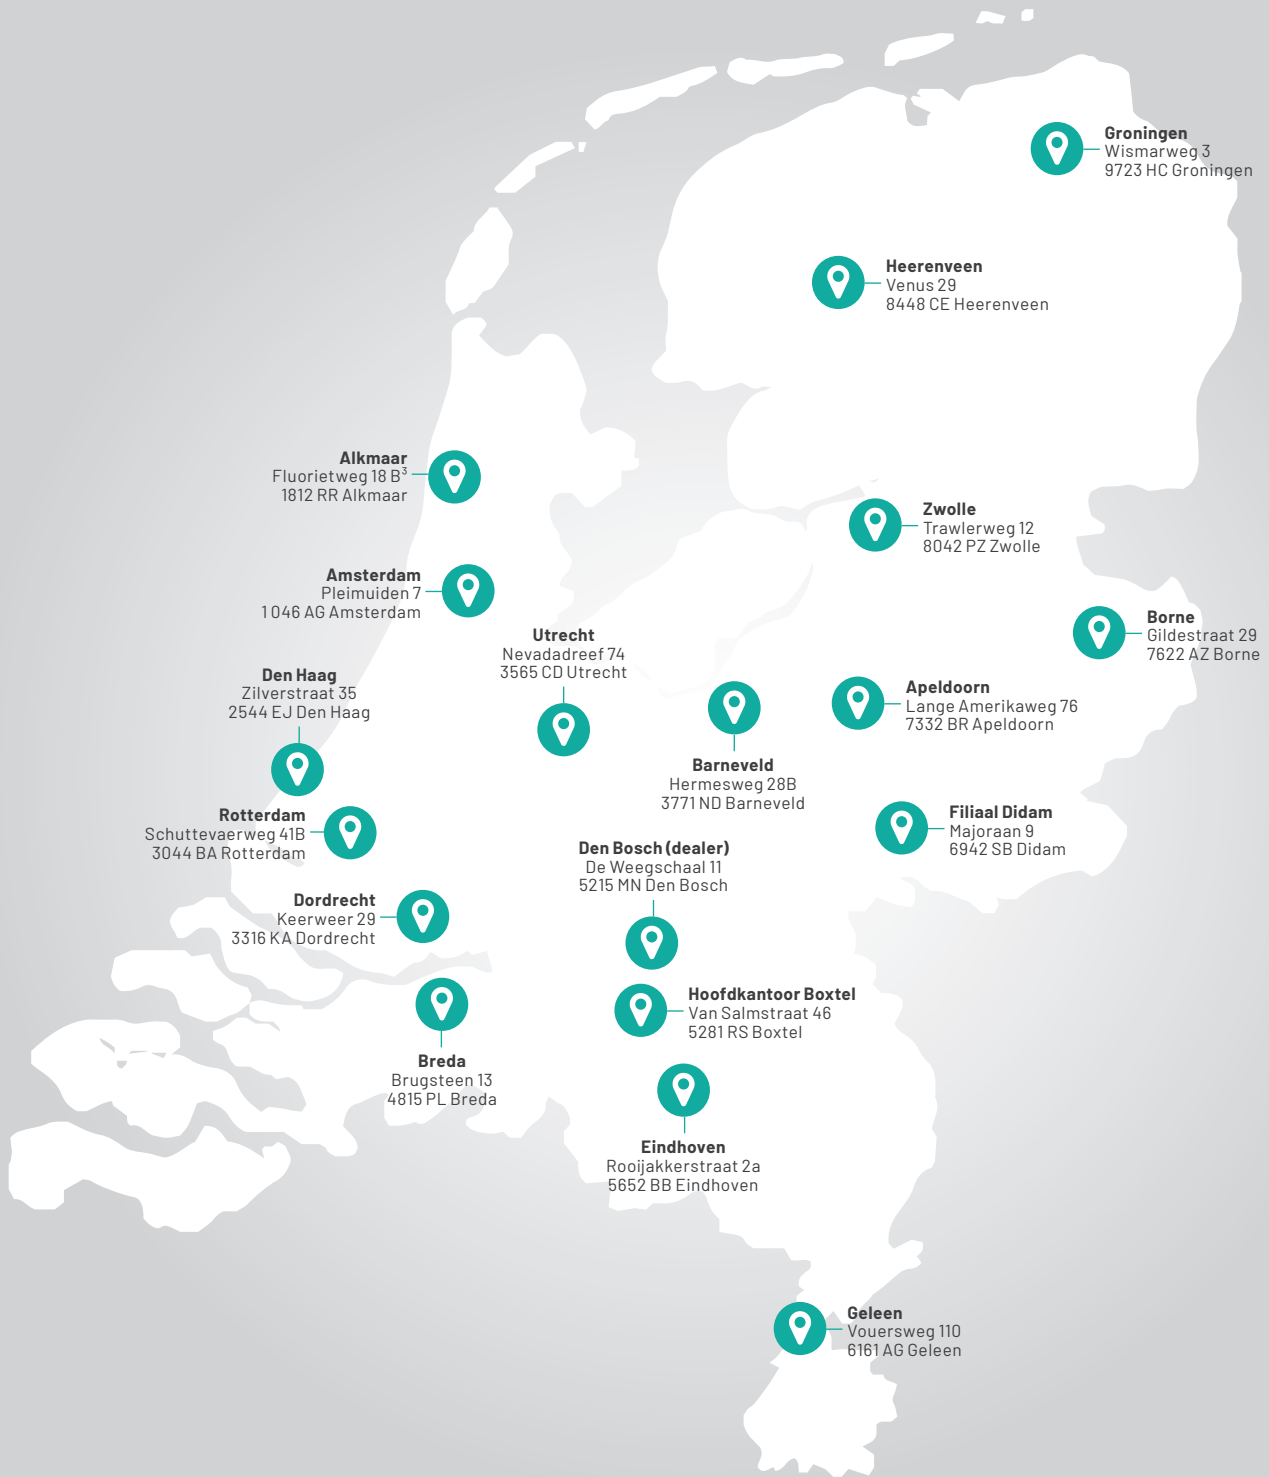 Groningen
Wismarweg 3
9723 HC Groningen
Heerenveen
Venus 29
8448 CE Heerenveen
Alkmaar
Fluorietweg 18 B³
1812 RR Alkmaar
Zwolle
Trawlerweg 12
8042 PZ Zwolle
Amsterdam
Pleimuiden 7
1 046 AG Amsterdam
Borne
Gildestraat 29
7622 AZ Borne
Utrecht
Nevadadreef 74
3565 CD Utrecht
Den Haag
Zilverstraat 35
2544 EJ Den Haag
Apeldoorn
Lange Amerikaweg 76
7332 BR Apeldoorn
Barneveld
Hermesweg 28B
3771 ND Barneveld
Rotterdam
Schuttevaerweg 41B
3044 BA Rotterdam
Filiaal Didam
Majoraan 9
6942 SB Didam
Den Bosch (dealer)
De Weegschaal 11
5215 MN Den Bosch
Dordrecht
Keerweer 29
3316 KA Dordrecht
Hoofdkantoor Boxtel
Van Salmstraat 46
5281 RS Boxtel
Breda
Brugsteen 13
4815 PL Breda
Eindhoven
Rooijakkerstraat 2a
5652 BB Eindhoven
Geleen
Vouersweg 110
6161 AG Geleen